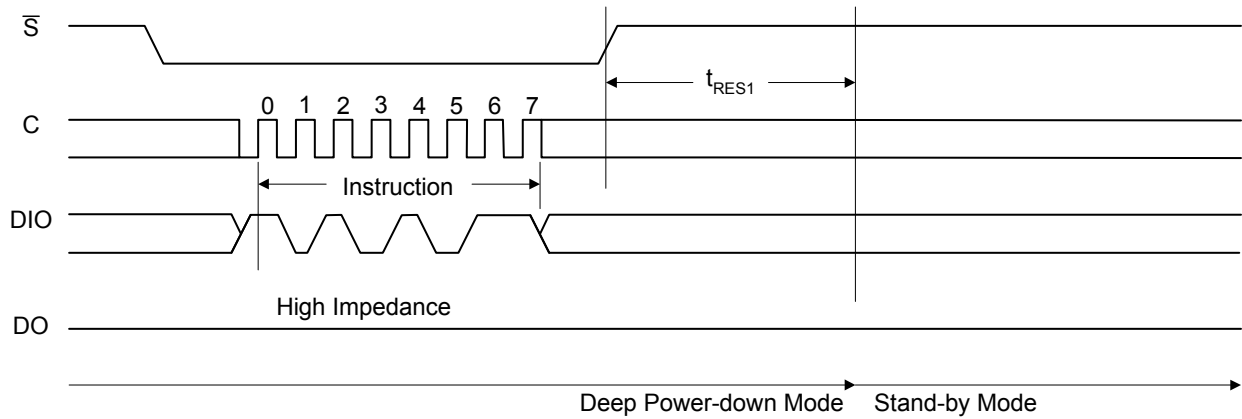 S̅
t_RES1
0 1 2 3 4 5 6 7
C
Instruction
DIO
High Impedance
DO
Deep Power-down Mode Stand-by Mode